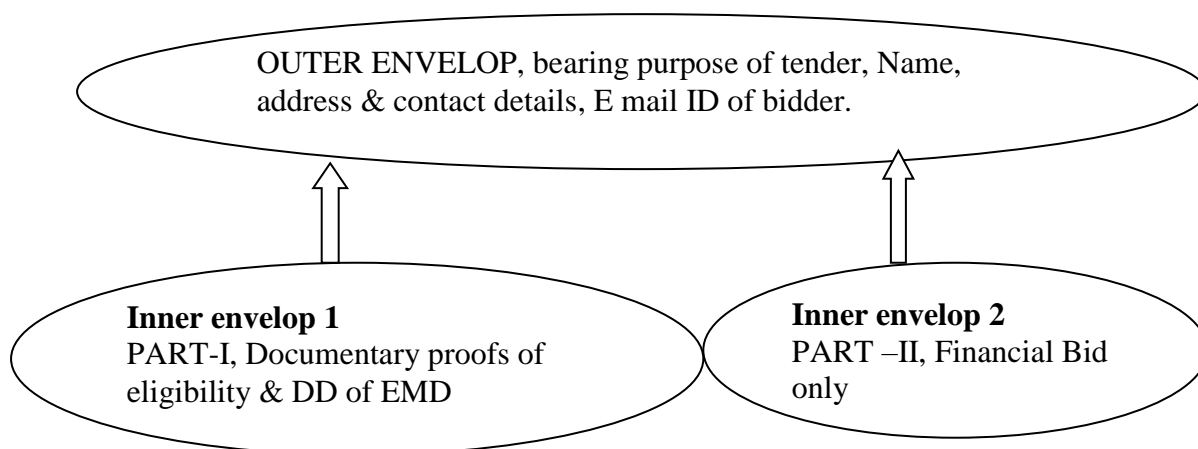 OUTER ENVELOP, bearing purpose of tender, Name,
address & contact details, E mail ID of bidder.
Inner envelop 1
PART-I, Documentary proofs of
eligibility & DD of EMD
Inner envelop 2
PART –II, Financial Bid
only